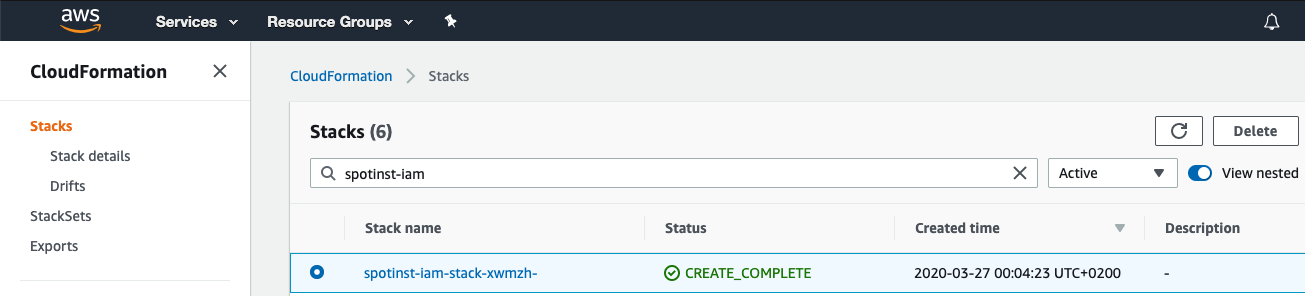 aws
Services
Resource Groups
CloudFormation
Stacks
Stack details
Drifts
StackSets
Exports
CloudFormation > Stacks
Stacks (6)
Delete
spotinst-iam
Active
View nested
Stack name Status Created time Description
spotinst-iam-stack-xwmzh- CREATE_COMPLETE 2020-03-27 00:04:23 UTC+0200 -